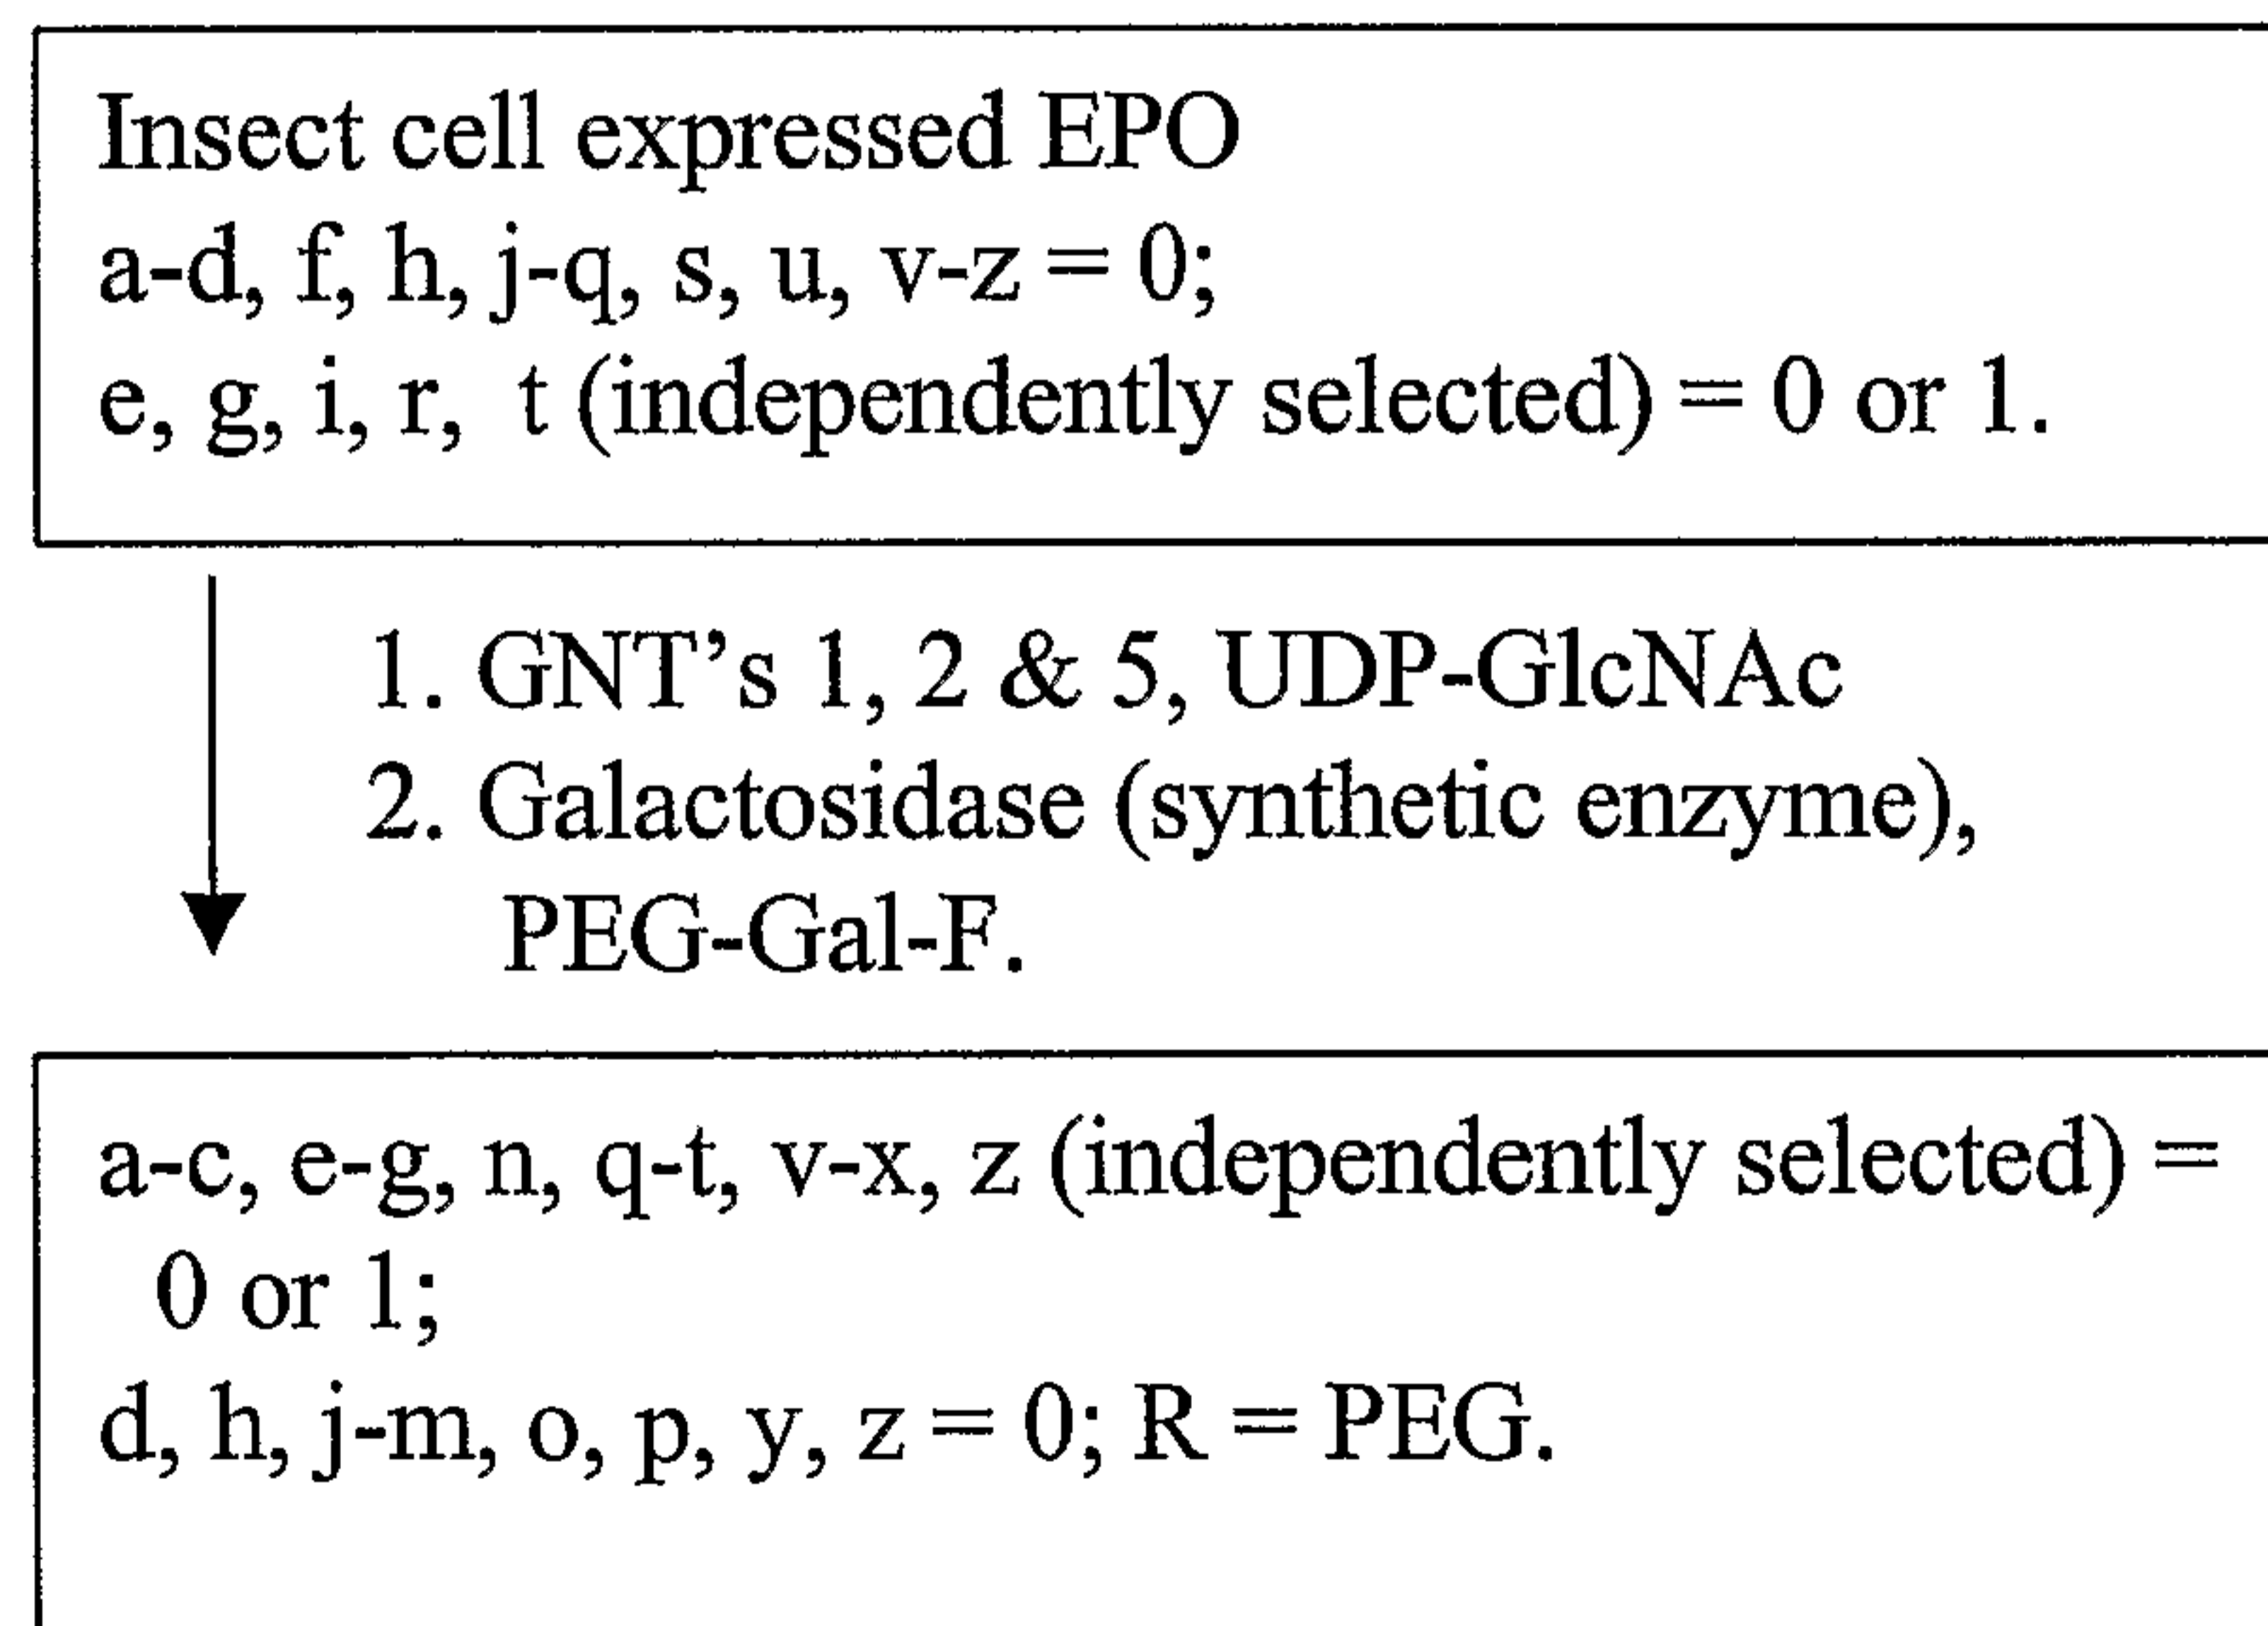 Insect cell expressed EPO
a-d, f, h, j-q, s, u, v-z = 0;
e, g, i, r, t (independently selected) = 0 or 1.
1. GNT's 1, 2 & 5, UDP-GlcNAc
2. Galactosidase (synthetic enzyme),
PEG-Gal-F.
a-c, e-g, n, q-t, v-x, z (independently selected) =
0 or 1;
d, h, j-m, o, p, y, z = 0; R = PEG.